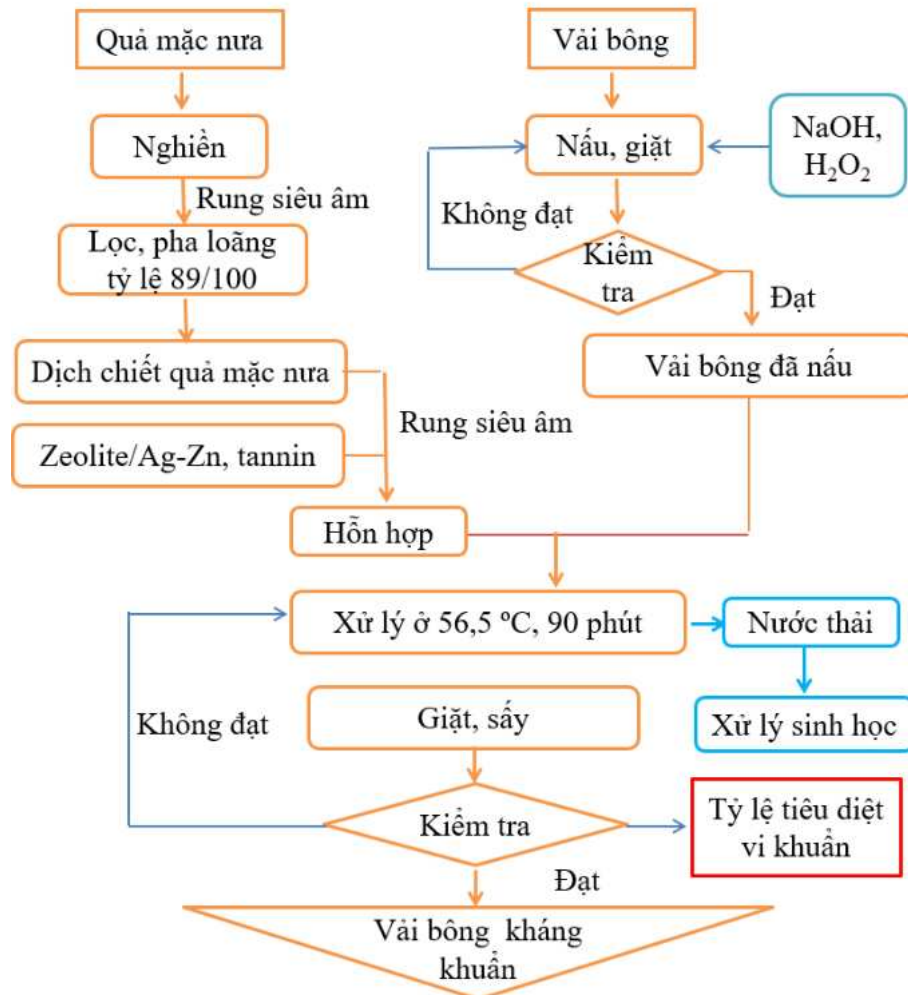 Quả mặc nưa
Vải bông
Nghiền
Nấu, giặt
NaOH,
H₂O₂
Rung siêu âm
Không đạt
Lọc, pha loãng
tỷ lệ 89/100
Kiểm
tra
Đạt
Dịch chiết quả mặc nưa
Vải bông đã nấu
Rung siêu âm
Zeolite/Ag-Zn, tannin
Hỗn hợp
Xử lý ở 56,5 ºC, 90 phút
Nước thải
Không đạt
Giặt, sấy
Xử lý sinh học
Kiểm tra
Tỷ lệ tiêu diệt
vi khuẩn
Đạt
Vải bông kháng
khuẩn